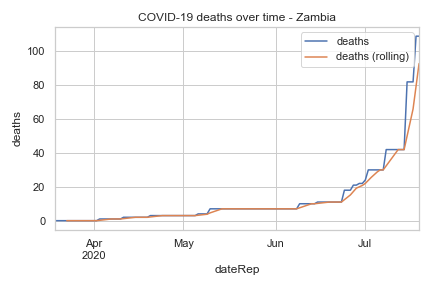 COVID-19 deaths over time - Zambia
deaths
deaths (rolling)
100
80
60
40
20
0
deaths
Apr
2020
May
Jun
Jul
dateRep